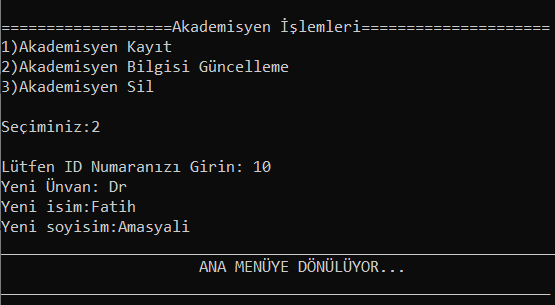 ===================Akademisyen İşlemleri=====================
1)Akademisyen Kayıt
2)Akademisyen Bilgisi Güncelleme
3)Akademisyen Sil
Seçiminiz:2
Lütfen ID Numaranızı Girin: 10
Yeni Ünvan: Dr
Yeni isim:Fatih
Yeni soyisim:Amasyali
ANA MENÜYE DÖNÜLÜYOR...